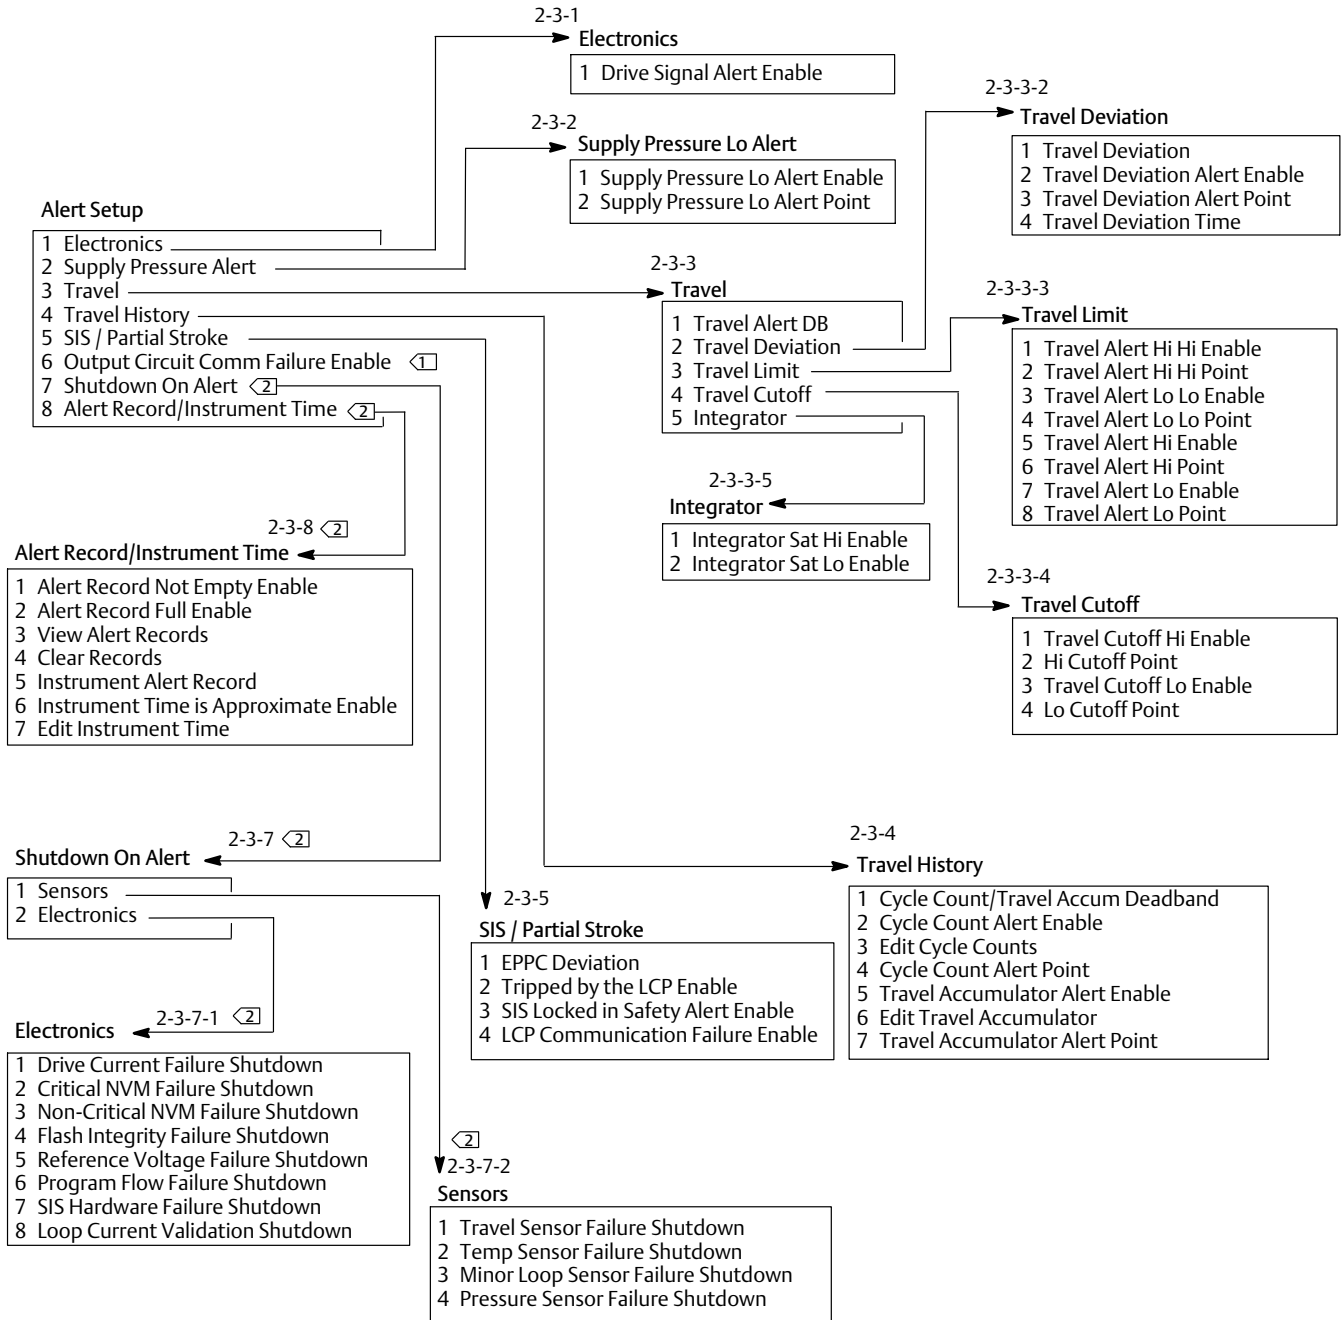 Alert Setup
1 Electronics
2 Supply Pressure Alert
3 Travel
4 Travel History
5 SIS / Partial Stroke
6 Output Circuit Comm Failure Enable 1
7 Shutdown On Alert 2
8 Alert Record/Instrument Time 2
2-3-1
Electronics
1 Drive Signal Alert Enable
2-3-2
Supply Pressure Lo Alert
1 Supply Pressure Lo Alert Enable
2 Supply Pressure Lo Alert Point
2-3-3
Travel
1 Travel Alert DB
2 Travel Deviation
3 Travel Limit
4 Travel Cutoff
5 Integrator
2-3-3-2
Travel Deviation
1 Travel Deviation
2 Travel Deviation Alert Enable
3 Travel Deviation Alert Point
4 Travel Deviation Time
2-3-3-3
Travel Limit
1 Travel Alert Hi Hi Enable
2 Travel Alert Hi Hi Point
3 Travel Alert Lo Lo Enable
4 Travel Alert Lo Lo Point
5 Travel Alert Hi Enable
6 Travel Alert Hi Point
7 Travel Alert Lo Enable
8 Travel Alert Lo Point
2-3-3-4
Travel Cutoff
1 Travel Cutoff Hi Enable
2 Hi Cutoff Point
3 Travel Cutoff Lo Enable
4 Lo Cutoff Point
2-3-3-5
Integrator
1 Integrator Sat Hi Enable
2 Integrator Sat Lo Enable
2-3-8 2
Alert Record/Instrument Time
1 Alert Record Not Empty Enable
2 Alert Record Full Enable
3 View Alert Records
4 Clear Records
5 Instrument Alert Record
6 Instrument Time is Approximate Enable
7 Edit Instrument Time
2-3-7 2
Shutdown On Alert
1 Sensors
2 Electronics
2-3-7-1 2
Electronics
1 Drive Current Failure Shutdown
2 Critical NVM Failure Shutdown
3 Non-Critical NVM Failure Shutdown
4 Flash Integrity Failure Shutdown
5 Reference Voltage Failure Shutdown
6 Program Flow Failure Shutdown
7 SIS Hardware Failure Shutdown
8 Loop Current Validation Shutdown
2-3-5
SIS / Partial Stroke
1 EPPC Deviation
2 Tripped by the LCP Enable
3 SIS Locked in Safety Alert Enable
4 LCP Communication Failure Enable
2-3-4
Travel History
1 Cycle Count/Travel Accum Deadband
2 Cycle Count Alert Enable
3 Edit Cycle Counts
4 Cycle Count Alert Point
5 Travel Accumulator Alert Enable
6 Edit Travel Accumulator
7 Travel Accumulator Alert Point
2
2-3-7-2
Sensors
1 Travel Sensor Failure Shutdown
2 Temp Sensor Failure Shutdown
3 Minor Loop Sensor Failure Shutdown
4 Pressure Sensor Failure Shutdown